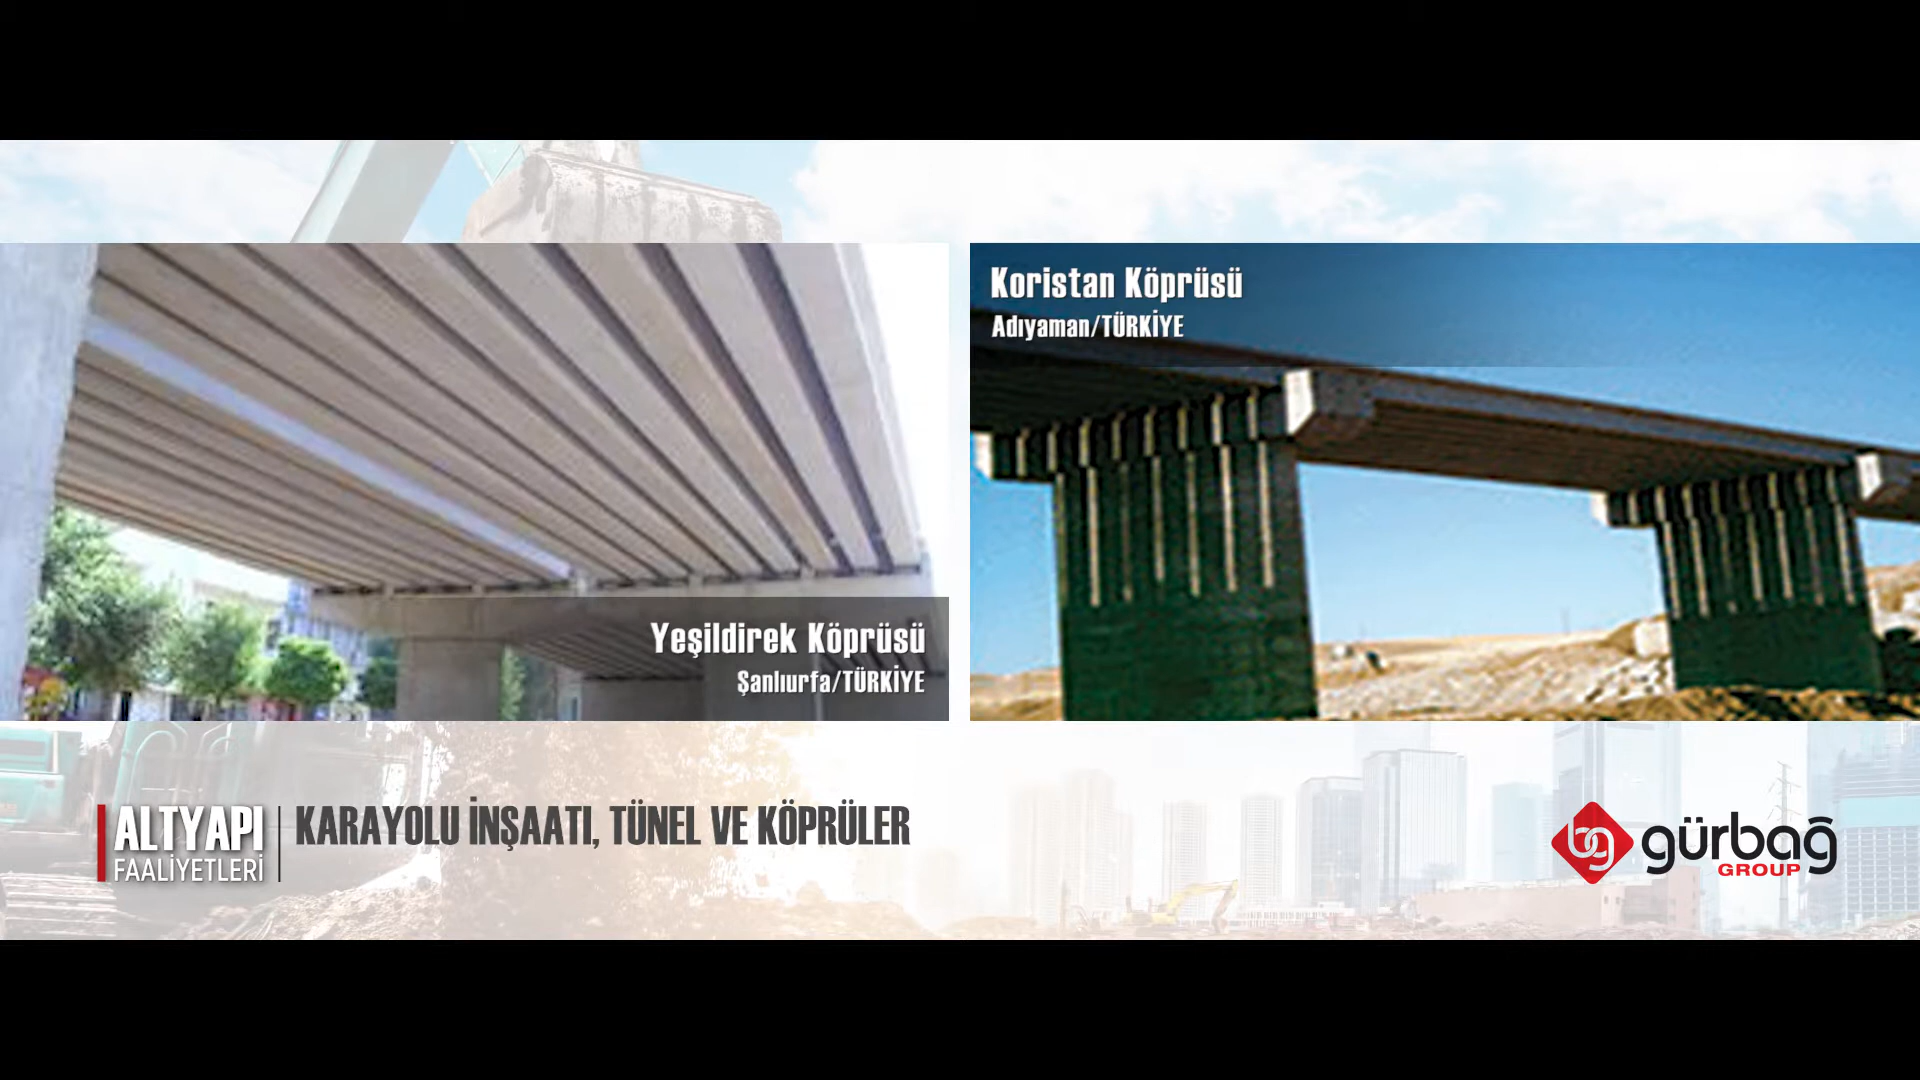 Koristan Köprüsü
Adıyaman/TÜRKİYE
Yeşildirek Köprüsü
Şanlıurfa/TÜRKİYE
ALTYAPI
FAALİYETLERİ
KARAYOLU İNŞAATI, TÜNEL VE KÖPRÜLER
bg gürbağ
GROUP